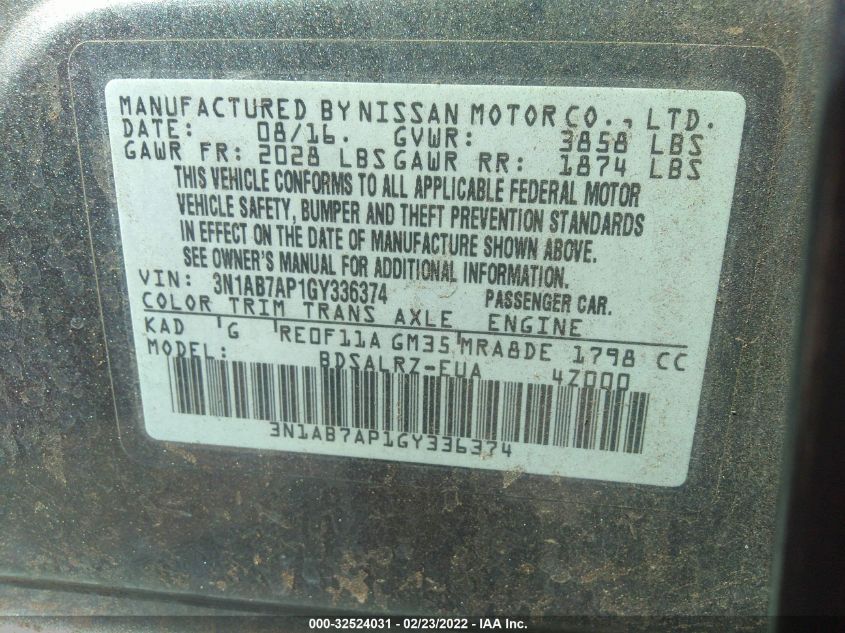 MANUFACTURED BY NISSAN MOTOR CO., LTD.
DATE: 08/16. GVWR: 3858 LBS
GAWR FR: 2028 LBS GAWR RR: 1874 LBS
THIS VEHICLE CONFORMS TO ALL APPLICABLE FEDERAL MOTOR
VEHICLE SAFETY, BUMPER AND THEFT PREVENTION STANDARDS
IN EFFECT ON THE DATE OF MANUFACTURE SHOWN ABOVE.
SEE OWNER'S MANUAL FOR ADDITIONAL INFORMATION.
VIN: 3N1AB7AP1GY336374 PASSENGER CAR.
COLOR TRIM TRANS AXLE ENGINE
KAD G RE0F11A GM35 MRA8DE 1798 CC
MODEL: BDSALRZ-EUA 4Z000
3N1AB7AP1GY336374
000-32524031 - 02/23/2022 - IAA Inc.